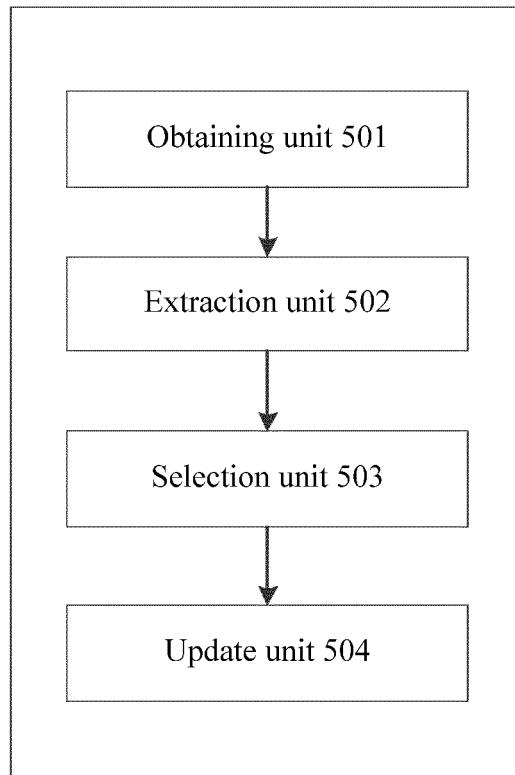 Obtaining unit 501
Extraction unit 502
Selection unit 503
Update unit 504